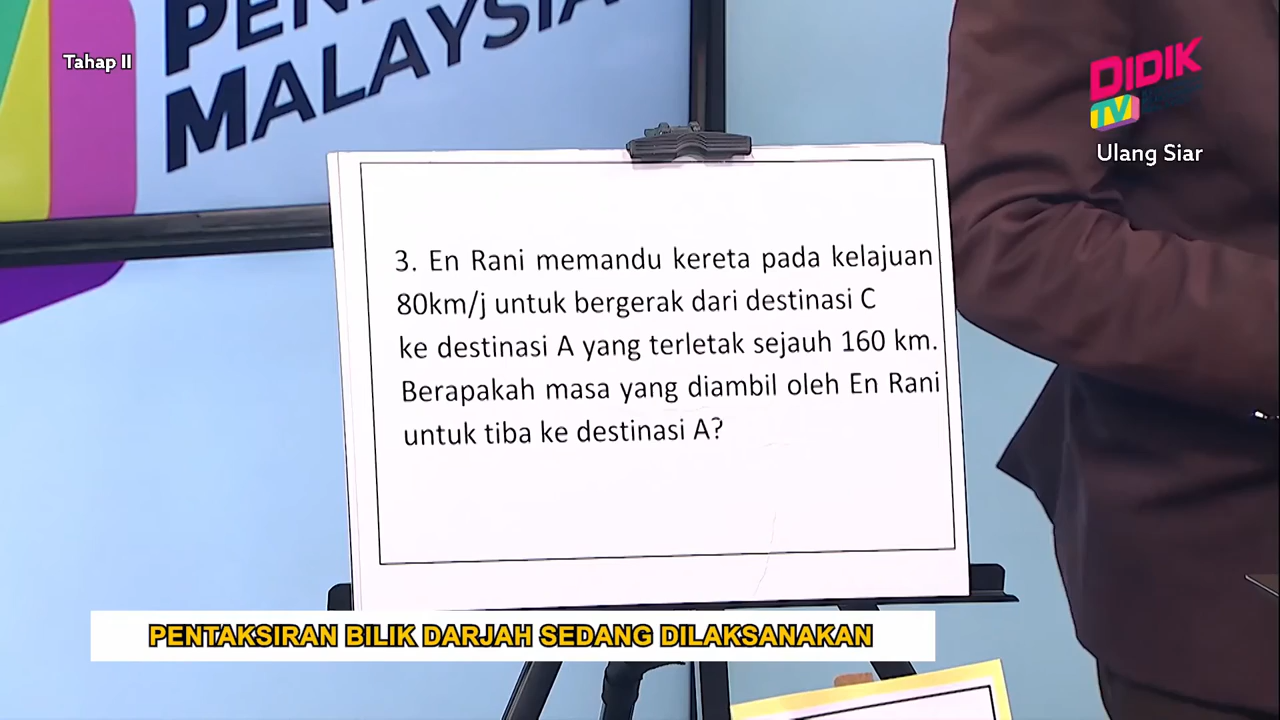 Tahap II
MALAYSIA
DIDIK
TV
Ulang Siar
3. En Rani memandu kereta pada kelajuan
80km/j untuk bergerak dari destinasi C
ke destinasi A yang terletak sejauh 160 km.
Berapakah masa yang diambil oleh En Rani
untuk tiba ke destinasi A?
PENTAKSIRAN BILIK DARJAH SEDANG DILAKSANAKAN